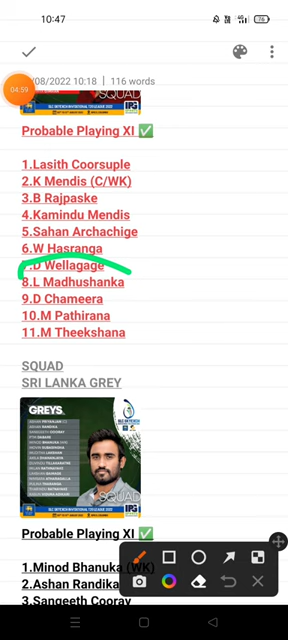 10:47
76
/08/2022 10:18 | 116 words
04:59
SQUAD
Probable Playing XI ✅
1.Lasith Coorsuple
2.K Mendis (C/WK)
3.B Rajpaske
4.Kamindu Mendis
5.Sahan Archachige
6.W Hasranga
7.D Wellagage
8.L Madhushanka
9.D Chameera
10.M Pathirana
11.M Theekshana
SQUAD
SRI LANKA GREY
GREYS
SQUAD
Probable Playing XI ✅
1.Minod Bhanuka (WK)
2.Ashan Randika
3.Sangeeth Cooray